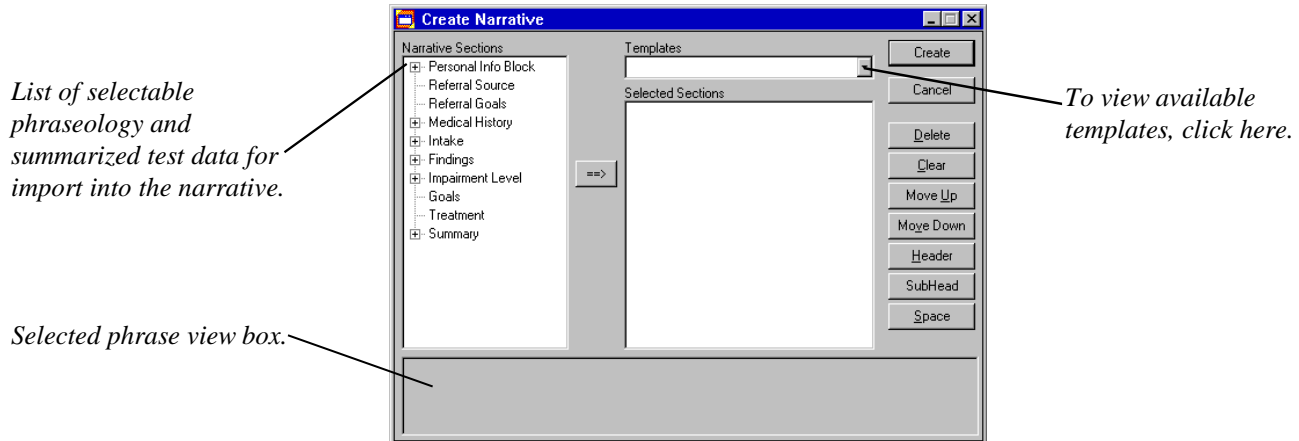 Create Narrative
Narrative Sections
Personal Info Block
Referral Source
Referral Goals
Medical History
Intake
Findings
Impairment Level
Goals
Treatment
Summary
==>
Templates
Selected Sections
Create
Cancel
Delete
Clear
Move Up
Move Down
Header
SubHead
Space
List of selectable
phraseology and
summarized test data for
import into the narrative.
Selected phrase view box.
To view available
templates, click here.